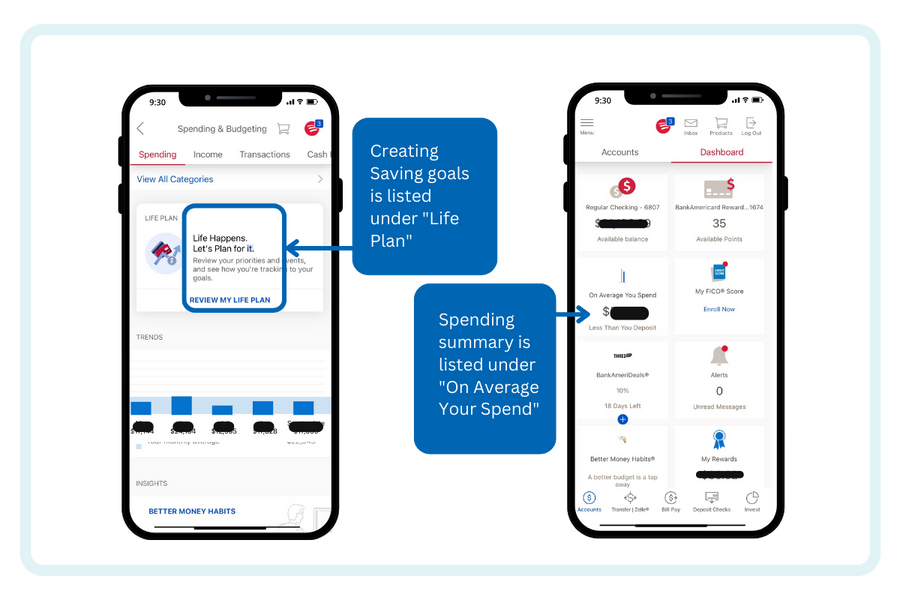 9:30
Spending & Budgeting
3
Spending Income Transactions Cash
View All Categories
LIFE PLAN
Life Happens.
Let's Plan for it.
Review your priorities and events,
and see how you're tracking to your
goals.
REVIEW MY LIFE PLAN
TRENDS
Your monthly average
INSIGHTS
BETTER MONEY HABITS
Creating
Saving goals
is listed
under "Life
Plan"
Spending
summary is
listed under
"On Average
Your Spend"
9:30
3
Menu Inbox Products Log Out
Accounts Dashboard
$ $
Regular Checking - 6807
$
Available balance
BankAmericard Reward...1674
35
Available Points
On Average You Spend
$
Less Than You Deposit
CREDIT
SCORE
My FICO® Score
Enroll Now
THREDUP
BankAmeriDeals®
10%
18 Days Left
Alerts
0
Unread Messages
Better Money Habits®
A better budget is a tap
away
My Rewards
Accounts Transfer | Zelle® Bill Pay Deposit Checks Invest